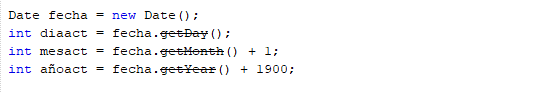 Date fecha = new Date();
int diaact = fecha.getDay();
int mesact = fecha.getMonth() + 1;
int añoact = fecha.getYear() + 1900;